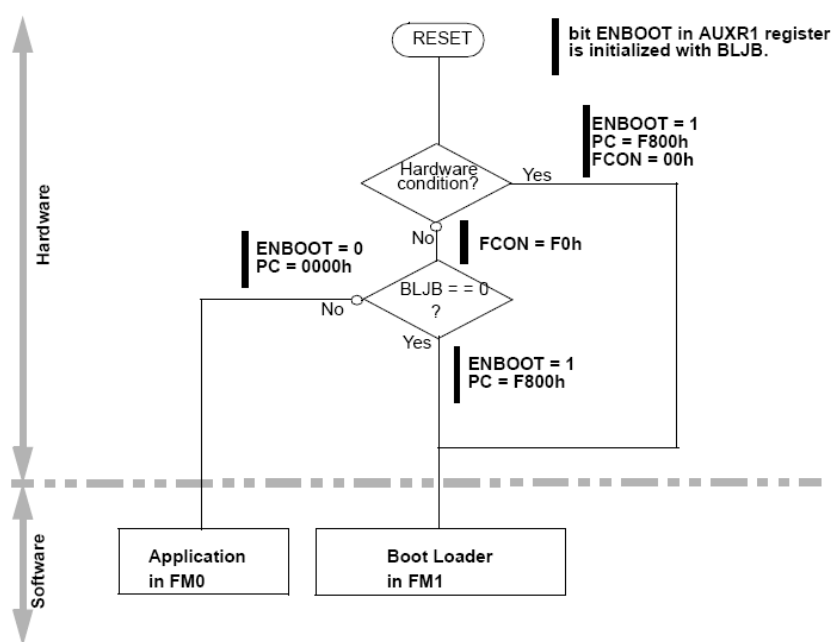 RESET
bit ENBOOT in AUXR1 register
is initialized with BLJB.
Hardware
condition?
Yes
ENBOOT = 1
PC = F800h
FCON = 00h
No
FCON = F0h
ENBOOT = 0
PC = 0000h
BLJB = = 0
?
No
Yes
ENBOOT = 1
PC = F800h
Hardware
Software
Application
in FM0
Boot Loader
in FM1